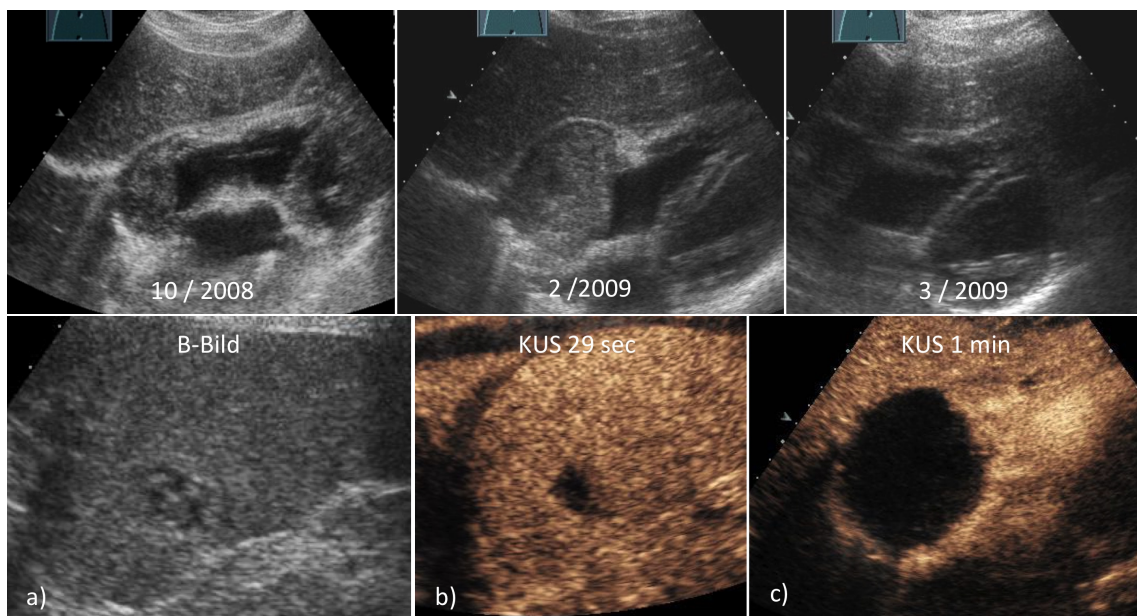 10 / 2008
2 /2009
3 / 2009
B-Bild
KUS 29 sec
KUS 1 min
a)
b)
c)